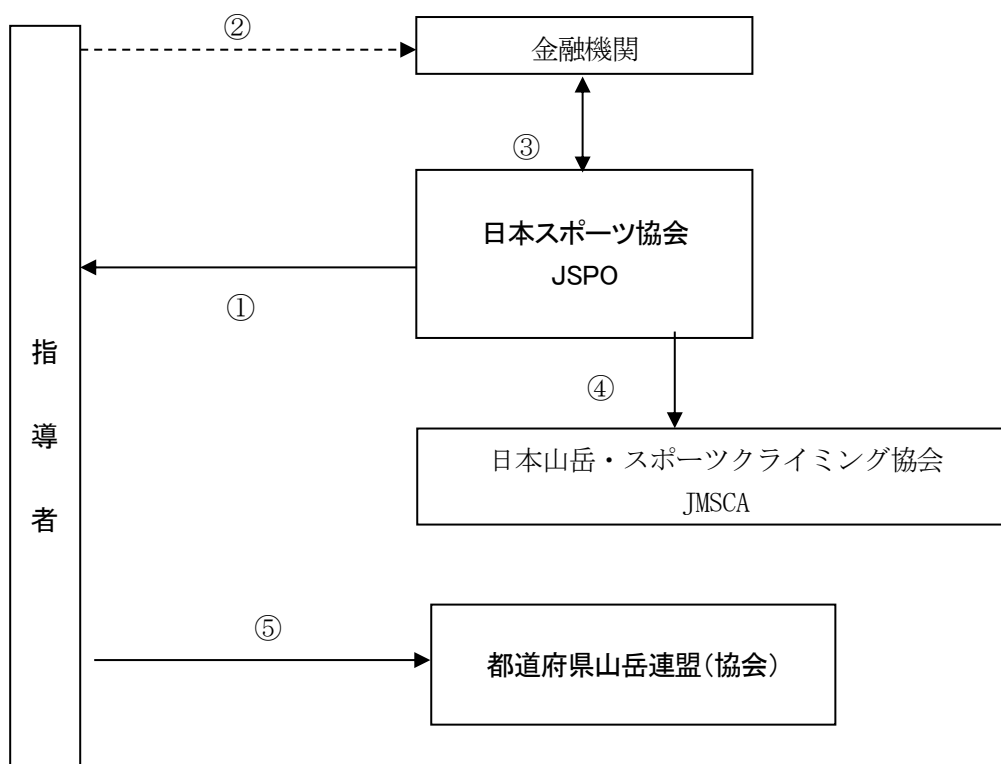 ②
金融機関
③
日本スポーツ協会
JSPO
①
指
導
者
④
日本山岳・スポーツクライミング協会
JMSCA
⑤
都道府県山岳連盟(協会)